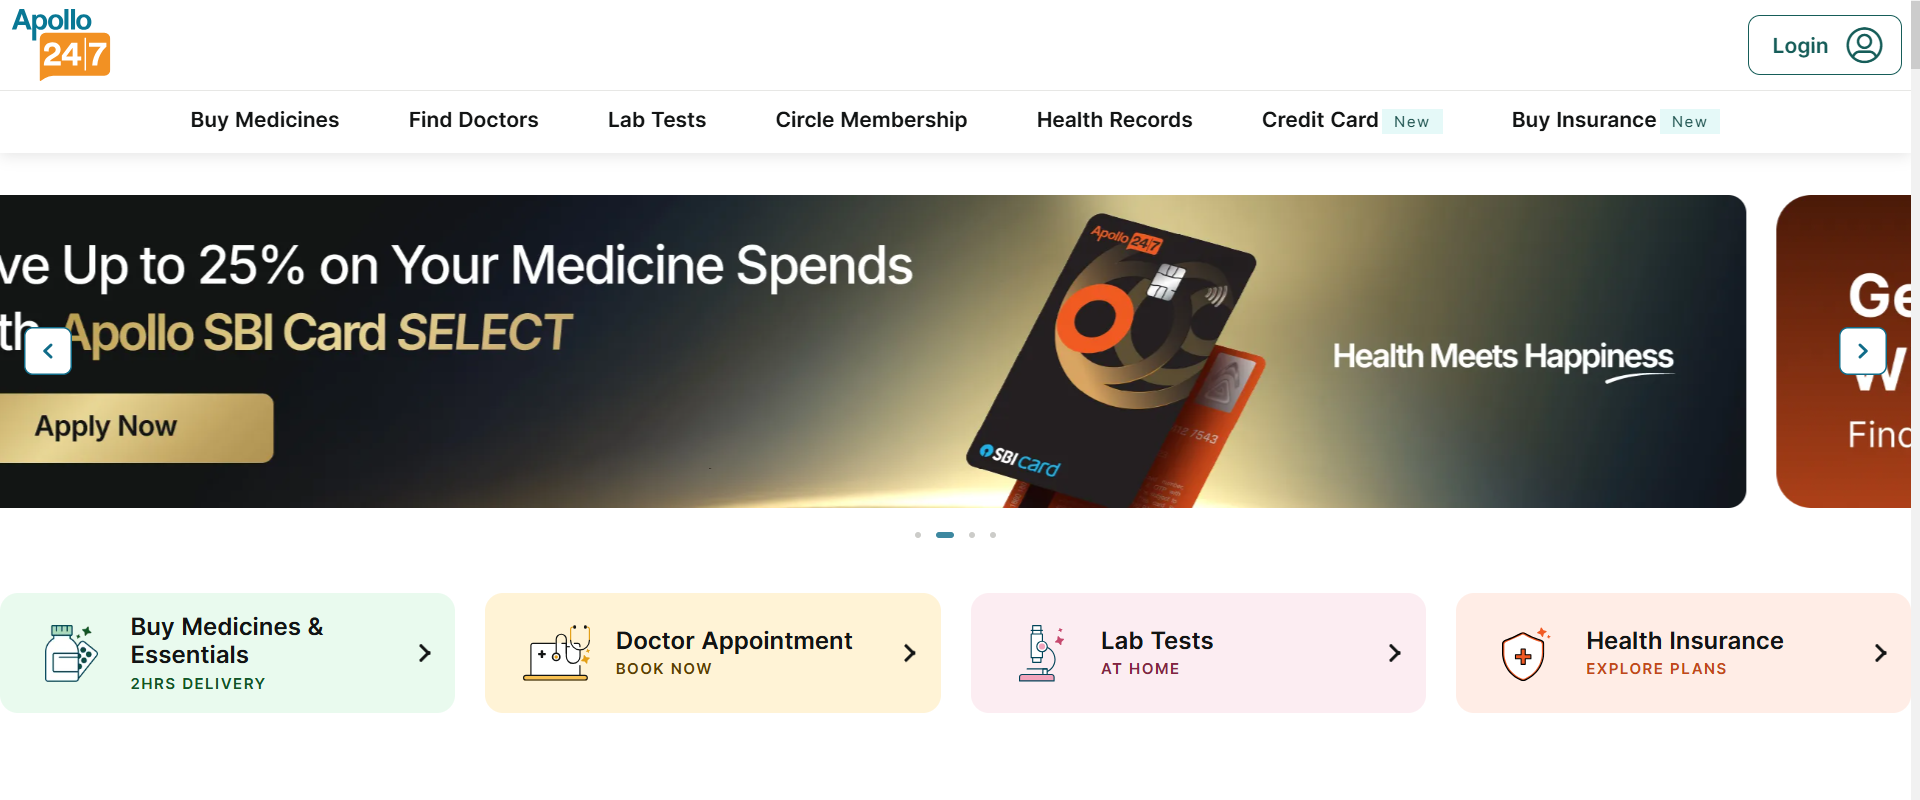 Apollo
24|7
Login
Buy Medicines Find Doctors Lab Tests Circle Membership Health Records Credit Card New Buy Insurance New
ve Up to 25% on Your Medicine Spends
th Apollo SBI Card SELECT
Apply Now
Apollo 24|7
SBI card
7543
Health Meets Happiness
Ge
W
Find
Buy Medicines &
Essentials
2HRS DELIVERY
Doctor Appointment
BOOK NOW
Lab Tests
AT HOME
Health Insurance
EXPLORE PLANS